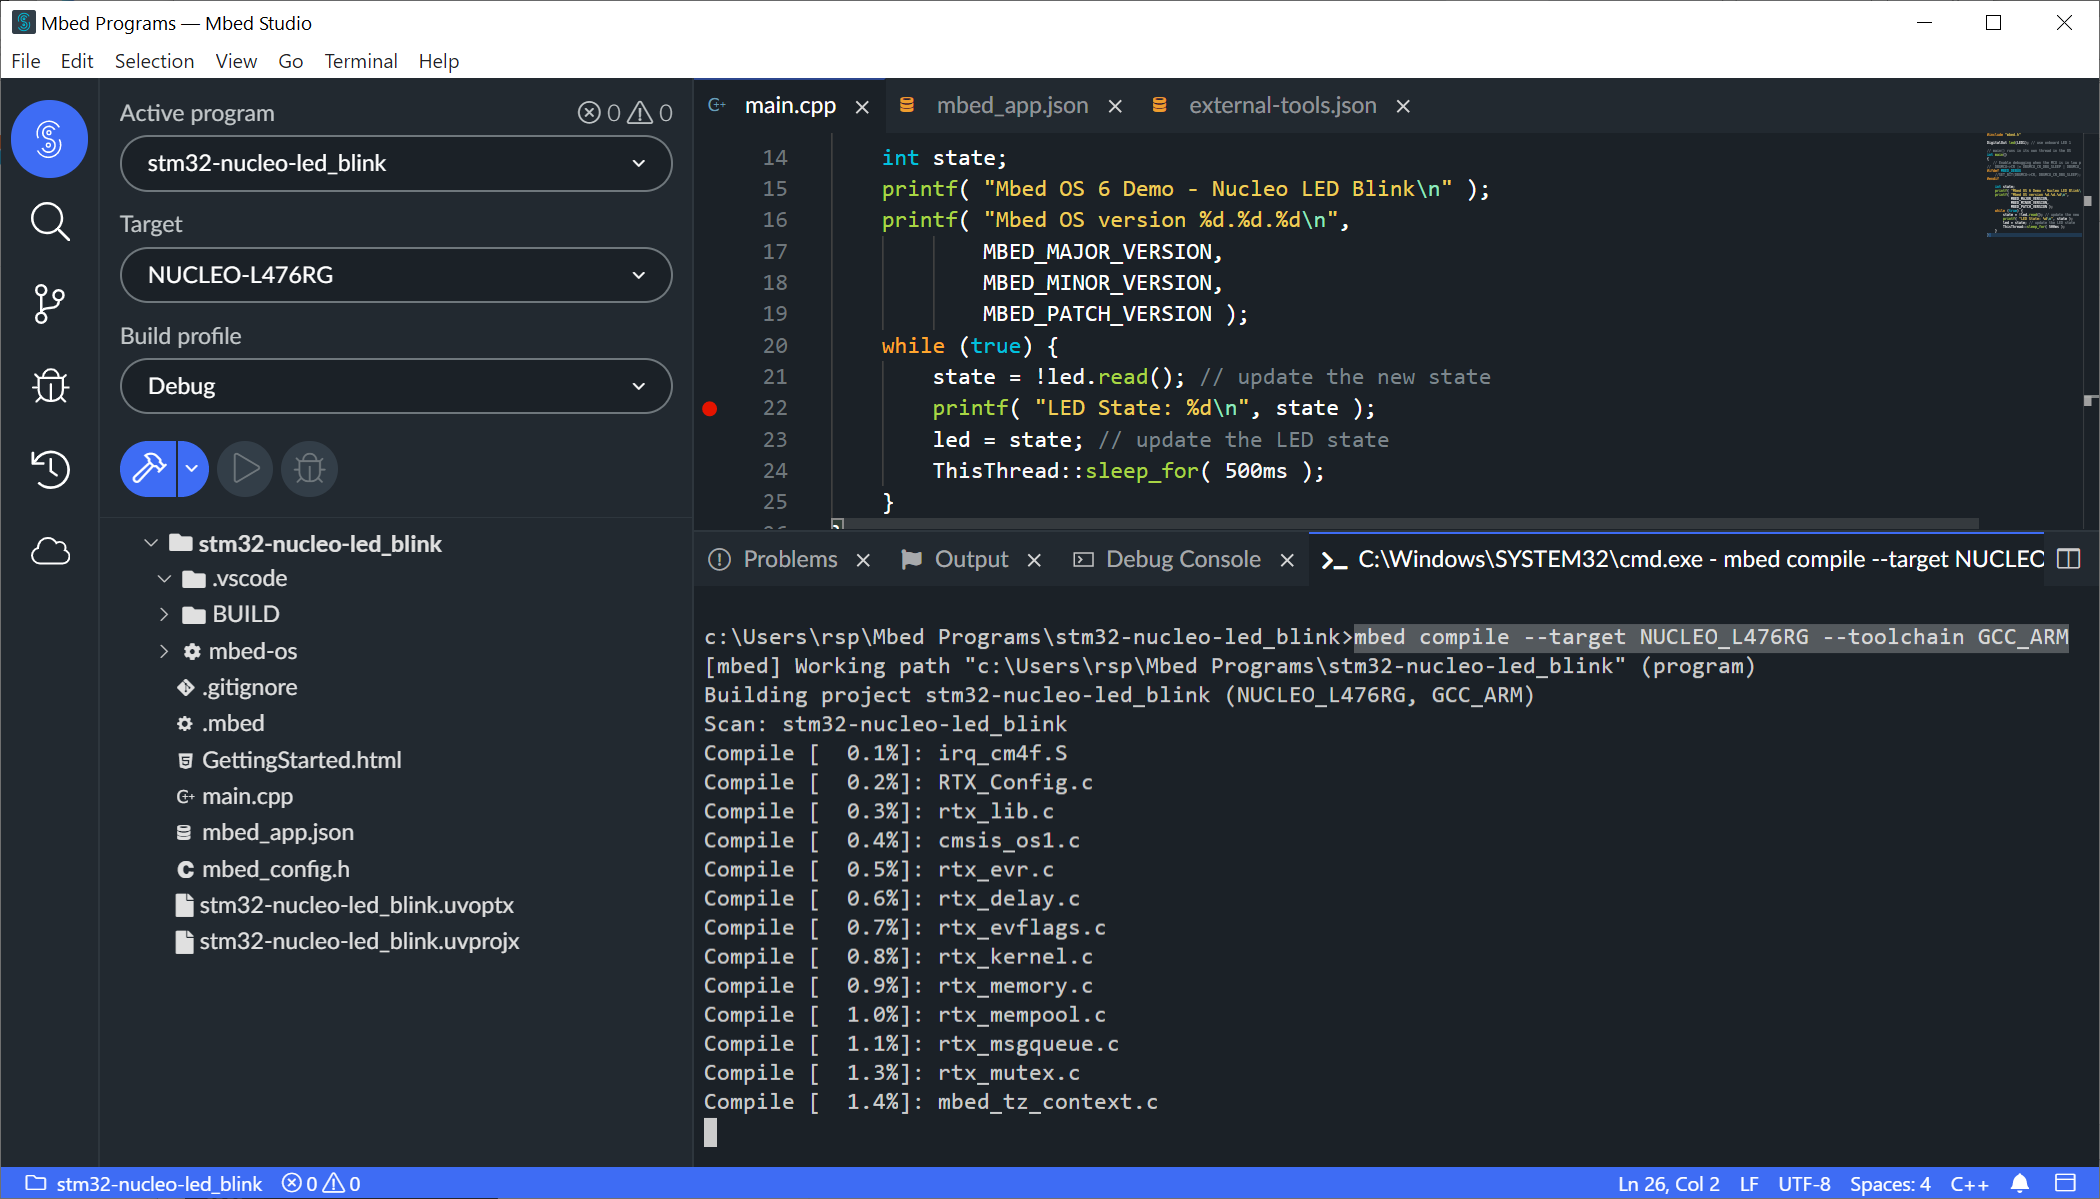 Mbed Programs — Mbed Studio
File Edit Selection View Go Terminal Help
Active program 0 0
stm32-nucleo-led_blink
Target
NUCLEO-L476RG
Build profile
Debug
stm32-nucleo-led_blink
.vscode
BUILD
mbed-os
.gitignore
.mbed
GettingStarted.html
main.cpp
mbed_app.json
mbed_config.h
stm32-nucleo-led_blink.uvoptx
stm32-nucleo-led_blink.uvprojx
main.cpp mbed_app.json external-tools.json
14 int state;
15 printf( "Mbed OS 6 Demo - Nucleo LED Blink\n" );
16 printf( "Mbed OS version %d.%d.%d\n",
17 MBED_MAJOR_VERSION,
18 MBED_MINOR_VERSION,
19 MBED_PATCH_VERSION );
20 while (true) {
21 state = !led.read(); // update the new state
22 printf( "LED State: %d\n", state );
23 led = state; // update the LED state
24 ThisThread::sleep_for( 500ms );
25 }
Problems Output Debug Console C:\Windows\SYSTEM32\cmd.exe - mbed compile --target NUCLEO
c:\Users\rsp\Mbed Programs\stm32-nucleo-led_blink>mbed compile --target NUCLEO_L476RG --toolchain GCC_ARM
[mbed] Working path "c:\Users\rsp\Mbed Programs\stm32-nucleo-led_blink" (program)
Building project stm32-nucleo-led_blink (NUCLEO_L476RG, GCC_ARM)
Scan: stm32-nucleo-led_blink
Compile [  0.1%]: irq_cm4f.S
Compile [  0.2%]: RTX_Config.c
Compile [  0.3%]: rtx_lib.c
Compile [  0.4%]: cmsis_os1.c
Compile [  0.5%]: rtx_evr.c
Compile [  0.6%]: rtx_delay.c
Compile [  0.7%]: rtx_evflags.c
Compile [  0.8%]: rtx_kernel.c
Compile [  0.9%]: rtx_memory.c
Compile [  1.0%]: rtx_mempool.c
Compile [  1.1%]: rtx_msgqueue.c
Compile [  1.3%]: rtx_mutex.c
Compile [  1.4%]: mbed_tz_context.c
stm32-nucleo-led_blink 0 0 Ln 26, Col 2 LF UTF-8 Spaces: 4 C++